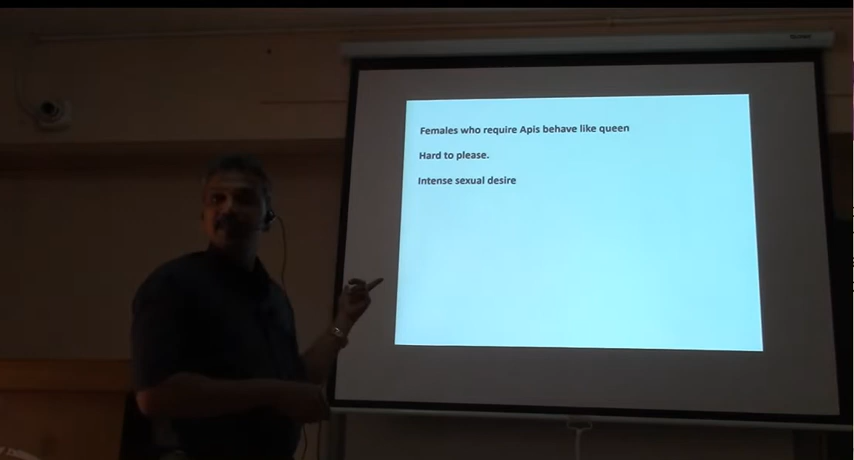 Females who require Apis behave like queen
Hard to please.
Intense sexual desire